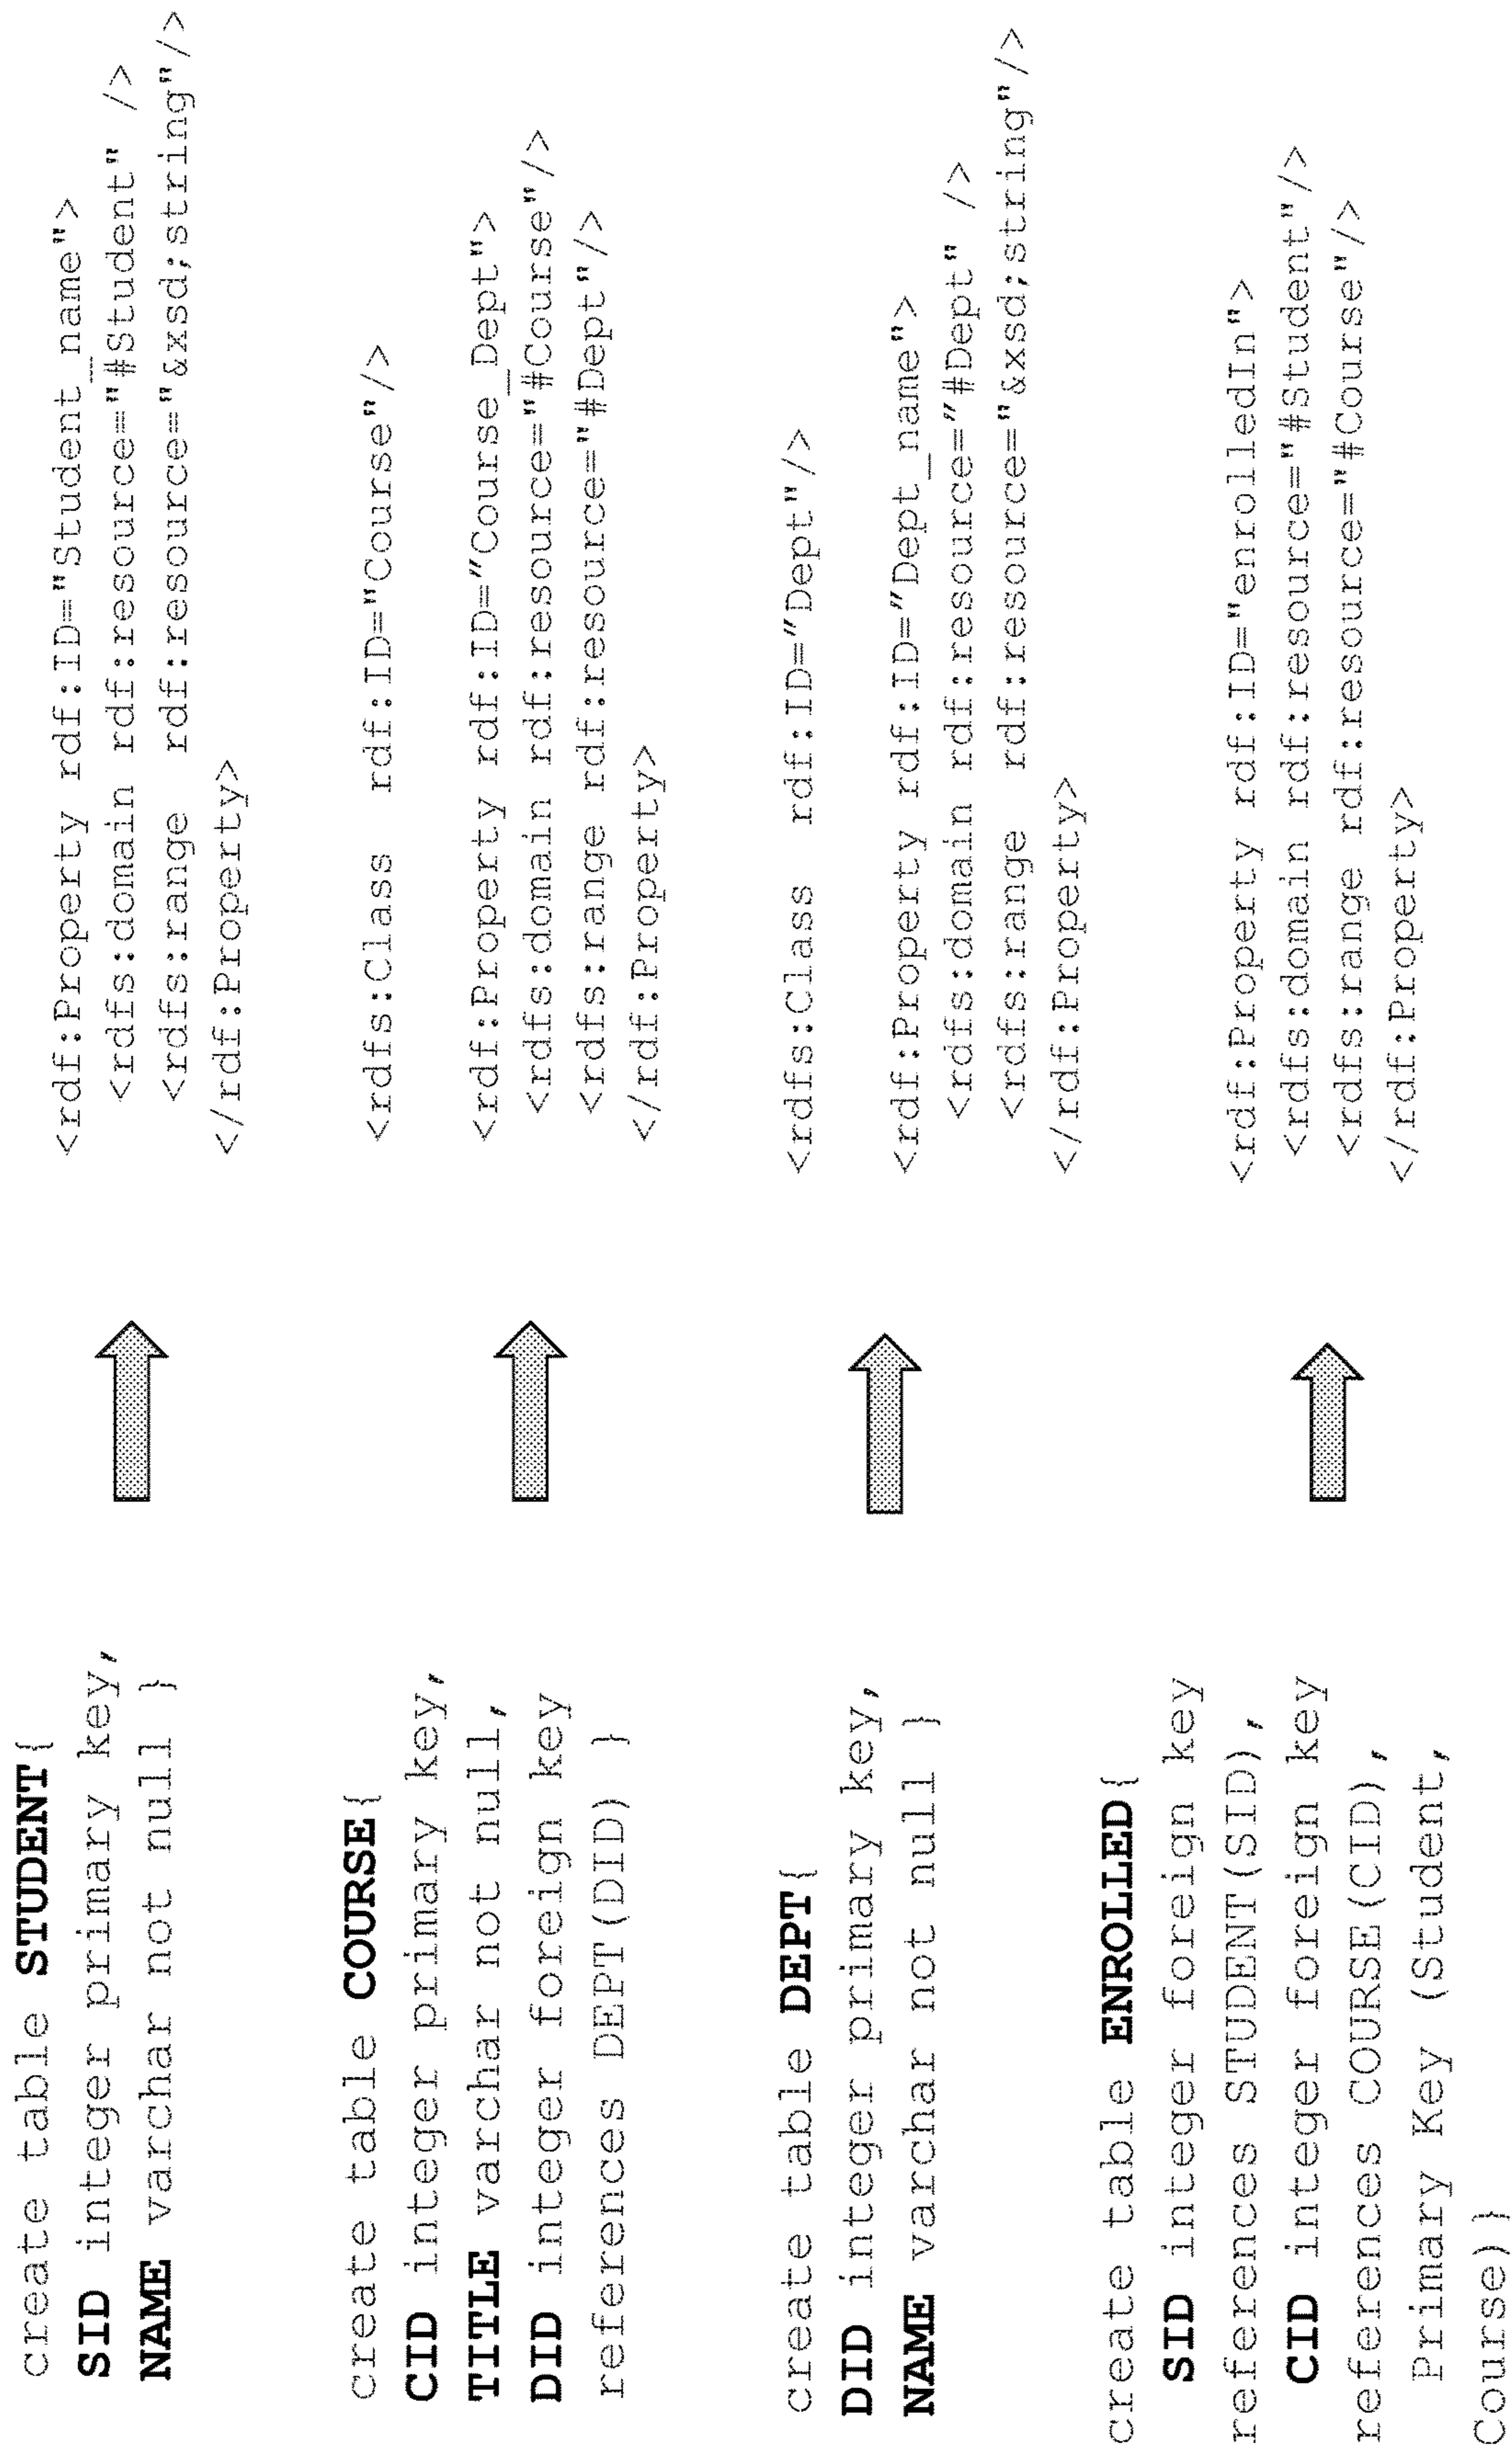 create table STUDENT{
SID integer primary key,
NAME varchar not null }
<rdf:Property rdf:ID="Student_name">
<rdfs:domain rdf:resource="#Student" />
<rdfs:range rdf:resource="&xsd;string"/>
</rdf:Property>
create table COURSE{
CID integer primary key,
TITLE varchar not null,
DID integer foreign key
references DEPT(DID) }
<rdfs:Class rdf:ID="Course"/>
<rdf:Property rdf:ID=”Course_Dept">
<rdfs:domain rdf:resource="#Course"/>
<rdfs:range rdf:resource="#Dept"/>
</rdf:Property>
create table DEPT{
DID integer primary key,
NAME varchar not null }
<rdfs:Class rdf:ID=”Dept"/>
<rdf:Property rdf:ID=”Dept_name">
<rdfs:domain rdf:resource=”#Dept" />
<rdfs:range rdf:resource="&xsd;string"/>
</rdf:Property>
create table ENROLLED{
SID integer foreign key
references STUDENT(SID),
CID integer foreign key
references COURSE(CID),
Primary Key (Student,
Course) }
<rdf:Property rdf:ID="enrolledIn">
<rdfs:domain rdf:resource="#Student"/>
<rdfs:range rdf:resource="#Course"/>
</rdf:Property>